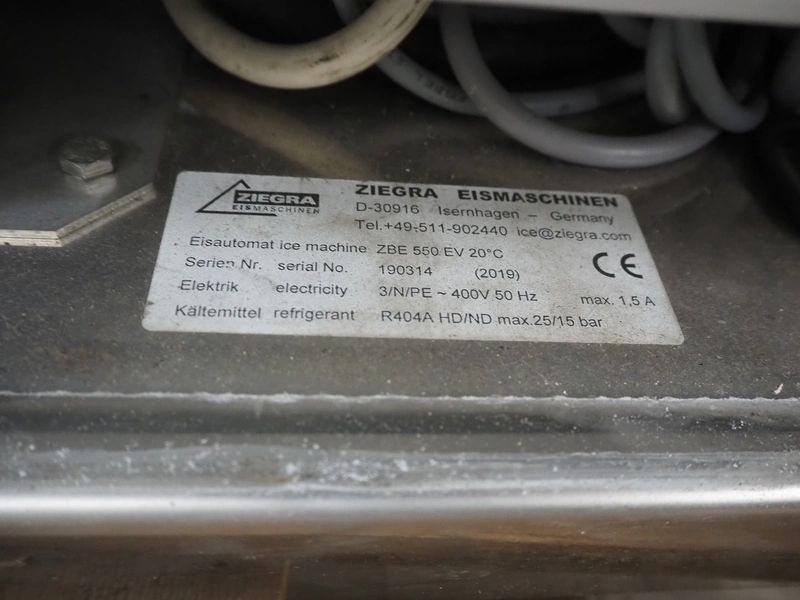 ZIEGRA
EISMASCHINEN
ZIEGRA EISMASCHINEN
D-30916 Isernhagen – Germany
Tel.+49-511-902440 ice@ziegra.com
Eisautomat ice machine ZBE 550 EV 20°C
CE
Serien Nr. serial No. 190314 (2019)
Elektrik electricity 3/N/PE ~ 400V 50 Hz max. 1,5 A
Kältemittel refrigerant R404A HD/ND max.25/15 bar